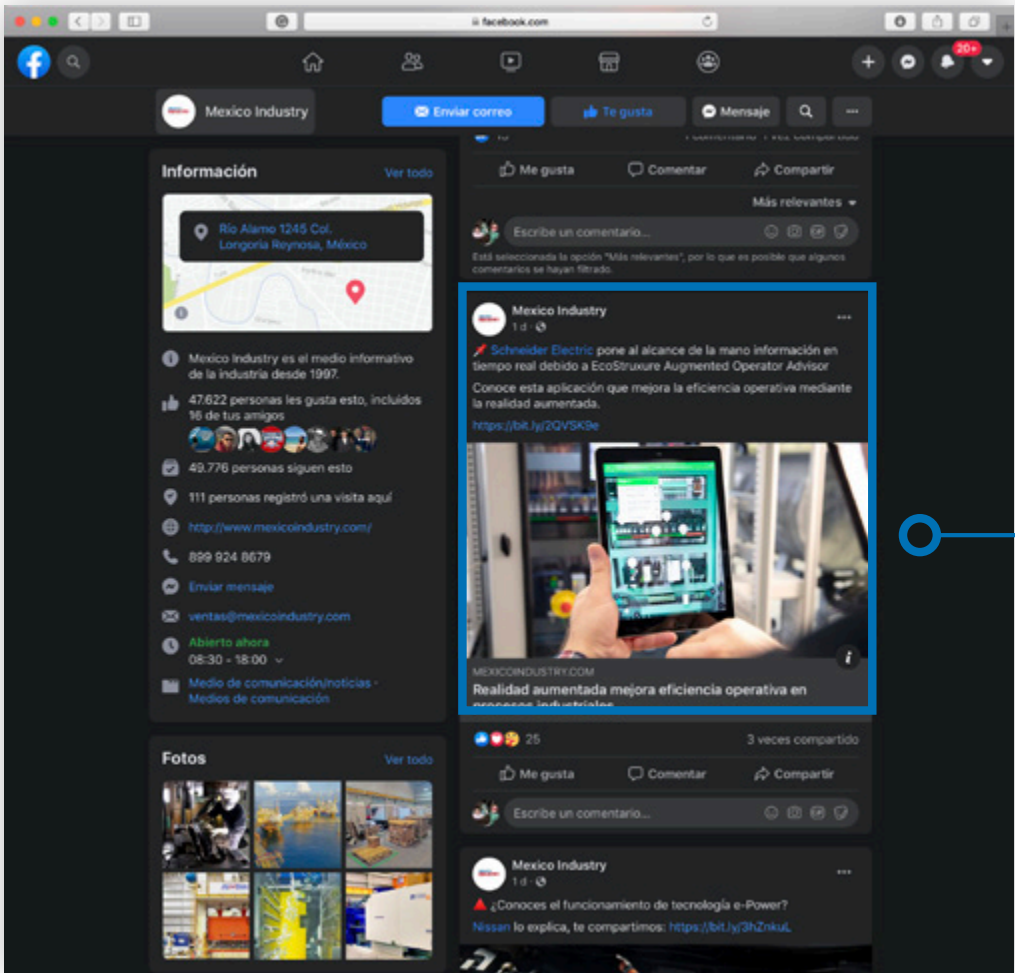 facebook.com
20+
Mexico Industry
Enviar correo
Te gusta
Mensaje
Información
Ver todo
Río Alamo 1245 Col.
Longoria Reynosa, México
Mexico Industry es el medio informativo
de la industria desde 1997.
47.622 personas les gusta esto, incluidos
16 de tus amigos
49.776 personas siguen esto
111 personas registró una visita aquí
http://www.mexicoindustry.com/
899 924 8679
Enviar mensaje
ventas@mexicoindustry.com
Abierto ahora
08:30 - 18:00
Medio de comunicación/noticias ·
Medios de comunicación
Fotos
Ver todo
1 comentario 1 vez compartido
Me gusta
Comentar
Compartir
Más relevantes
Escribe un comentario...
Está seleccionada la opción "Más relevantes", por lo que es posible que algunos
comentarios se hayan filtrado.
Mexico Industry
1 d ·
Schneider Electric pone al alcance de la mano información en
tiempo real debido a EcoStruxure Augmented Operator Advisor
Conoce esta aplicación que mejora la eficiencia operativa mediante
la realidad aumentada.
https://bit.ly/2QVSK9e
MEXICOINDUSTRY.COM
Realidad aumentada mejora eficiencia operativa en
procesos industriales
25
3 veces compartido
Me gusta
Comentar
Compartir
Escribe un comentario...
Mexico Industry
1 d ·
¿Conoces el funcionamiento de tecnología e-Power?
Nissan lo explica, te compartimos: https://bit.ly/3hZnkuL